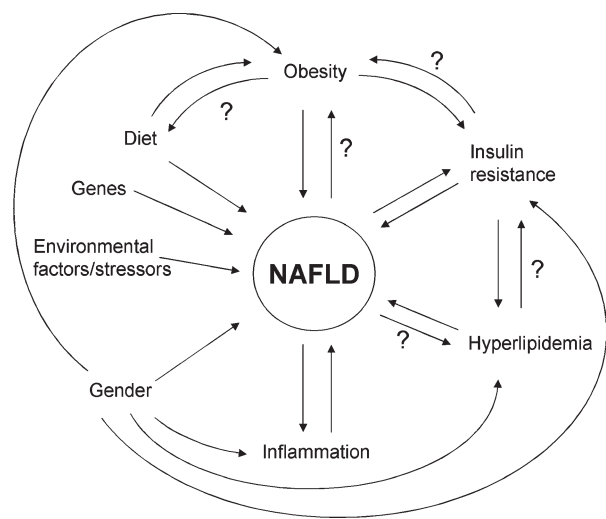 ?
Obesity
?
Diet
?
Insulin
resistance
Genes
Environmental
factors/stressors
NAFLD
?
?
Hyperlipidemia
Gender
Inflammation